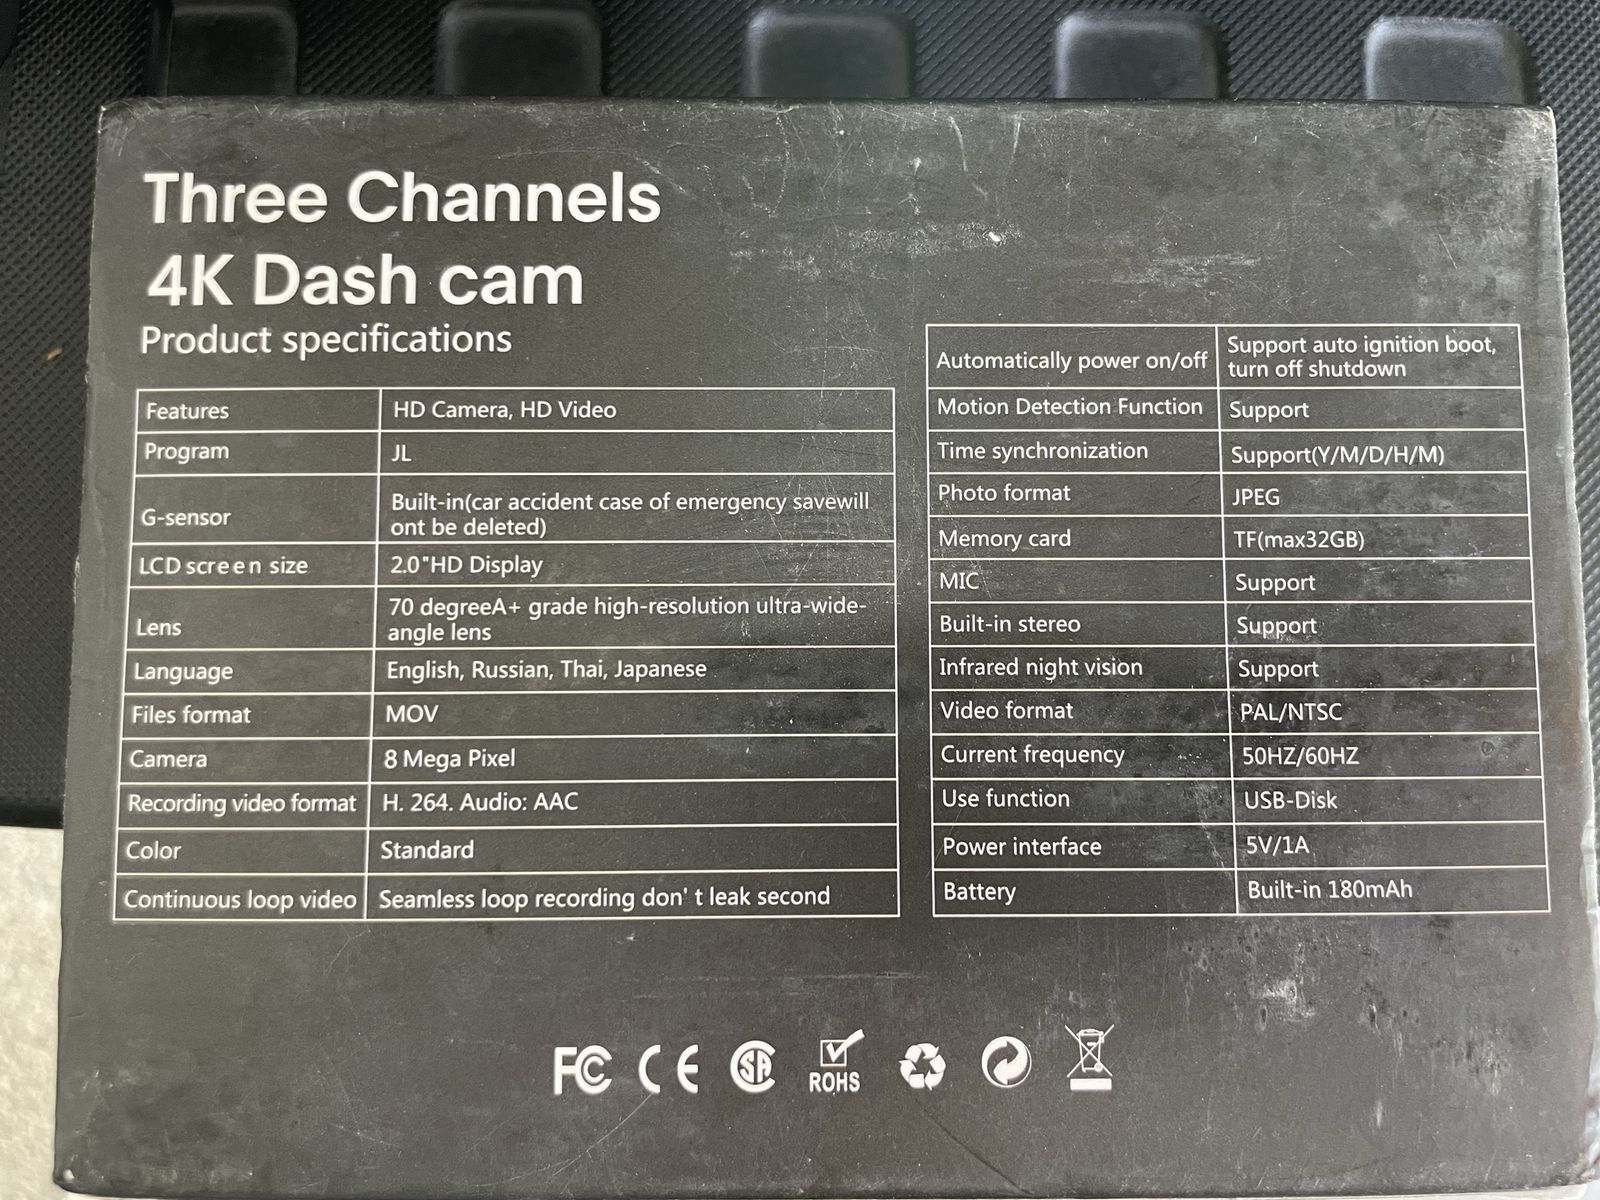 Three Channels
4K Dash cam
Product specifications
Features HD Camera, HD Video
Program JL
G-sensor Built-in(car accident case of emergency savewill
ont be deleted)
LCD screen size 2.0"HD Display
Lens 70 degreeA+ grade high-resolution ultra-wide-
angle lens
Language English, Russian, Thai, Japanese
Files format MOV
Camera 8 Mega Pixel
Recording video format H. 264. Audio: AAC
Color Standard
Continuous loop video Seamless loop recording don' t leak second
Automatically power on/off Support auto ignition boot,
turn off shutdown
Motion Detection Function Support
Time synchronization Support(Y/M/D/H/M)
Photo format JPEG
Memory card TF(max32GB)
MIC Support
Built-in stereo Support
Infrared night vision Support
Video format PAL/NTSC
Current frequency 50HZ/60HZ
Use function USB-Disk
Power interface 5V/1A
Battery Built-in 180mAh
FC CE SA ROHS